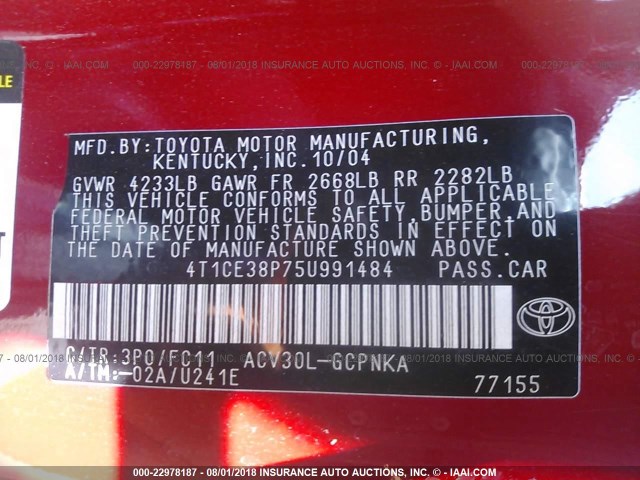 000-22978187 - 08/01/2018 INSURANCE AUTO AUCTIONS, INC. - IAAI.COM
MFD.BY:TOYOTA MOTOR MANUFACTURING,
KENTUCKY, INC. 10/04
GVWR 4233LB GAWR FR 2668LB RR 2282LB
THIS VEHICLE CONFORMS TO ALL APPLICABLE
FEDERAL MOTOR VEHICLE SAFETY,BUMPER,AND
THEFT PREVENTION STANDARDS IN EFFECT ON
THE DATE OF MANUFACTURE SHOWN ABOVE.
4T1CE38P75U991484 PASS.CAR
C/TR: /FC11 ACV30L-GCPNKA
A/TM:-02A/U241E
77155
TOYOTA
000-22978187 - 08/01/2018 INSURANCE AUTO AUCTIONS, INC. - IAAI.COM